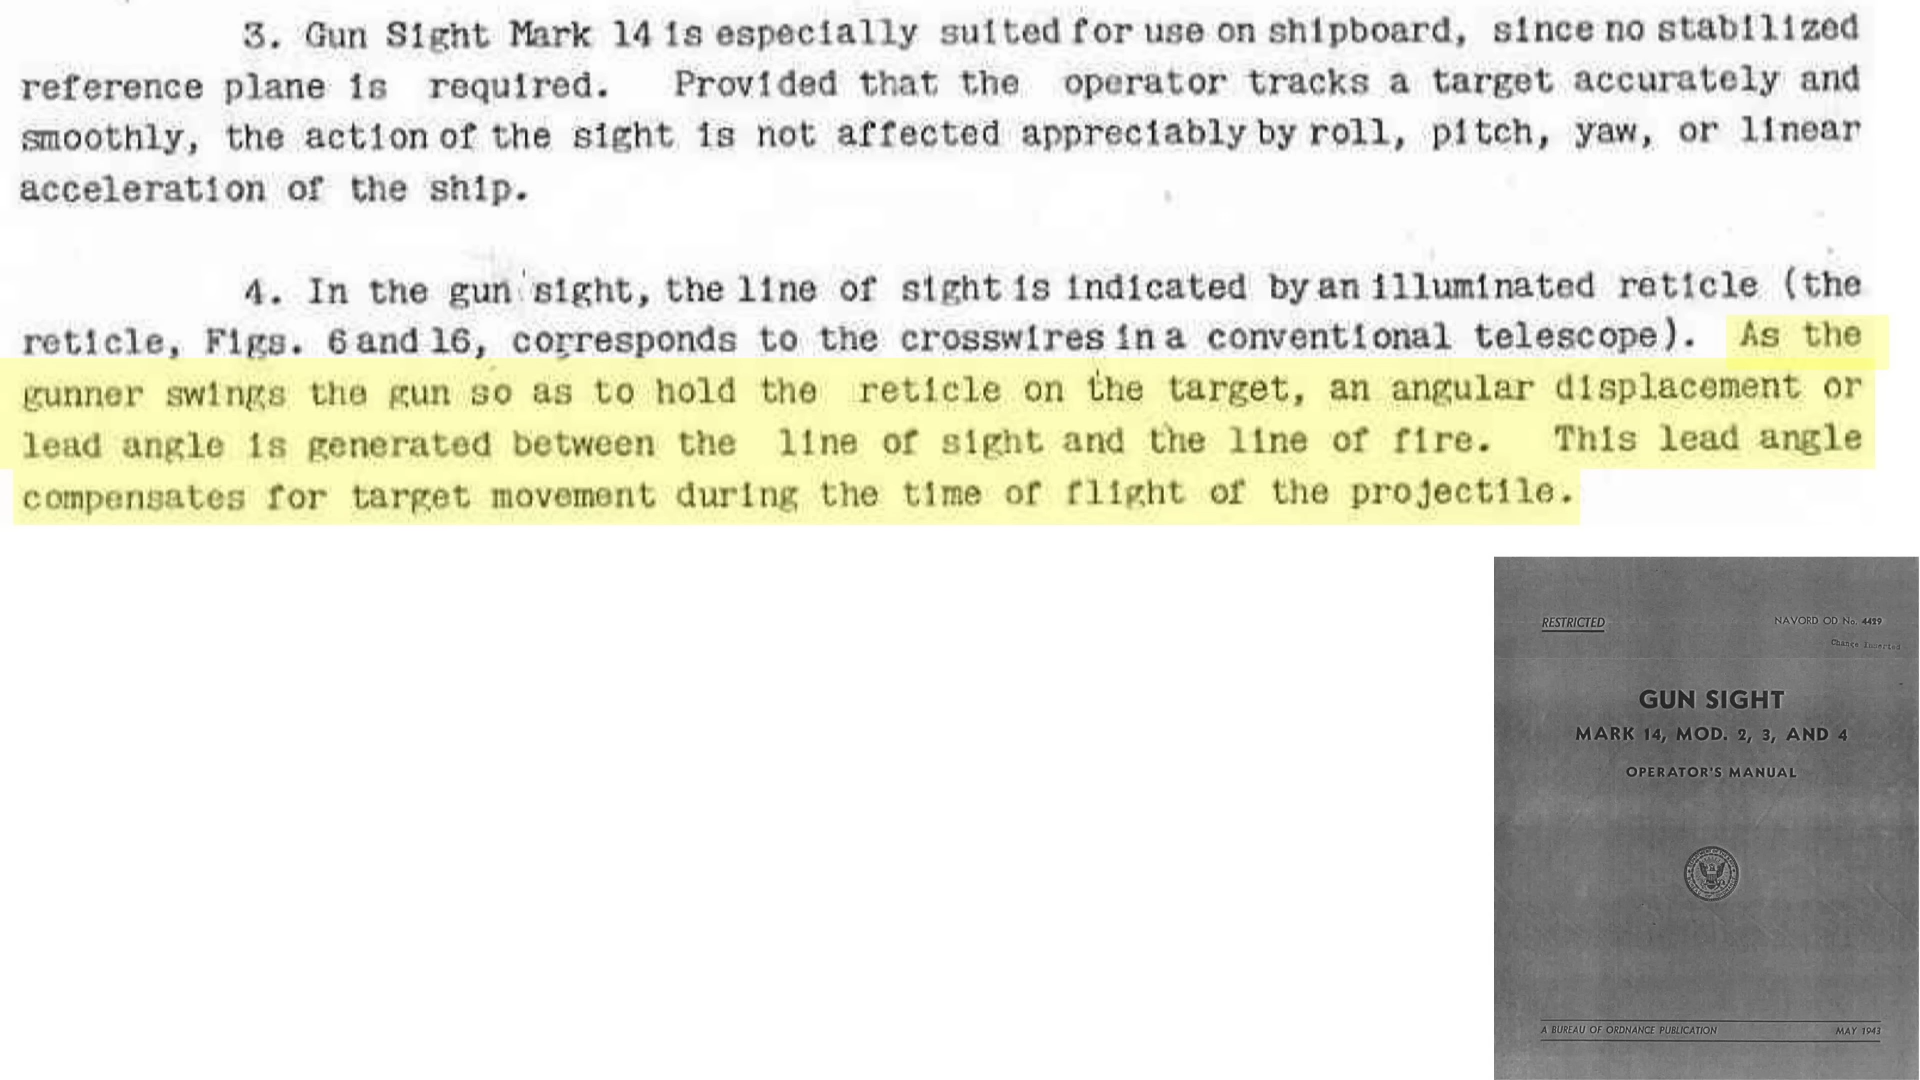 3. Gun Sight Mark 14 is especially suited for use on shipboard, since no stabilized
reference plane is required. Provided that the operator tracks a target accurately and
smoothly, the action of the sight is not affected appreciably by roll, pitch, yaw, or linear
acceleration of the ship.
4. In the gun sight, the line of sight is indicated by an illuminated reticle (the
reticle, Figs. 6 and 16, corresponds to the crosswires in a conventional telescope). As the
gunner swings the gun so as to hold the reticle on the target, an angular displacement or
lead angle is generated between the line of sight and the line of fire. This lead angle
compensates for target movement during the time of flight of the projectile.
RESTRICTED
NAVORD OD No. 4429
Change Inserted
GUN SIGHT
MARK 14, MOD. 2, 3, AND 4
OPERATOR'S MANUAL
A BUREAU OF ORDNANCE PUBLICATION
MAY 1943